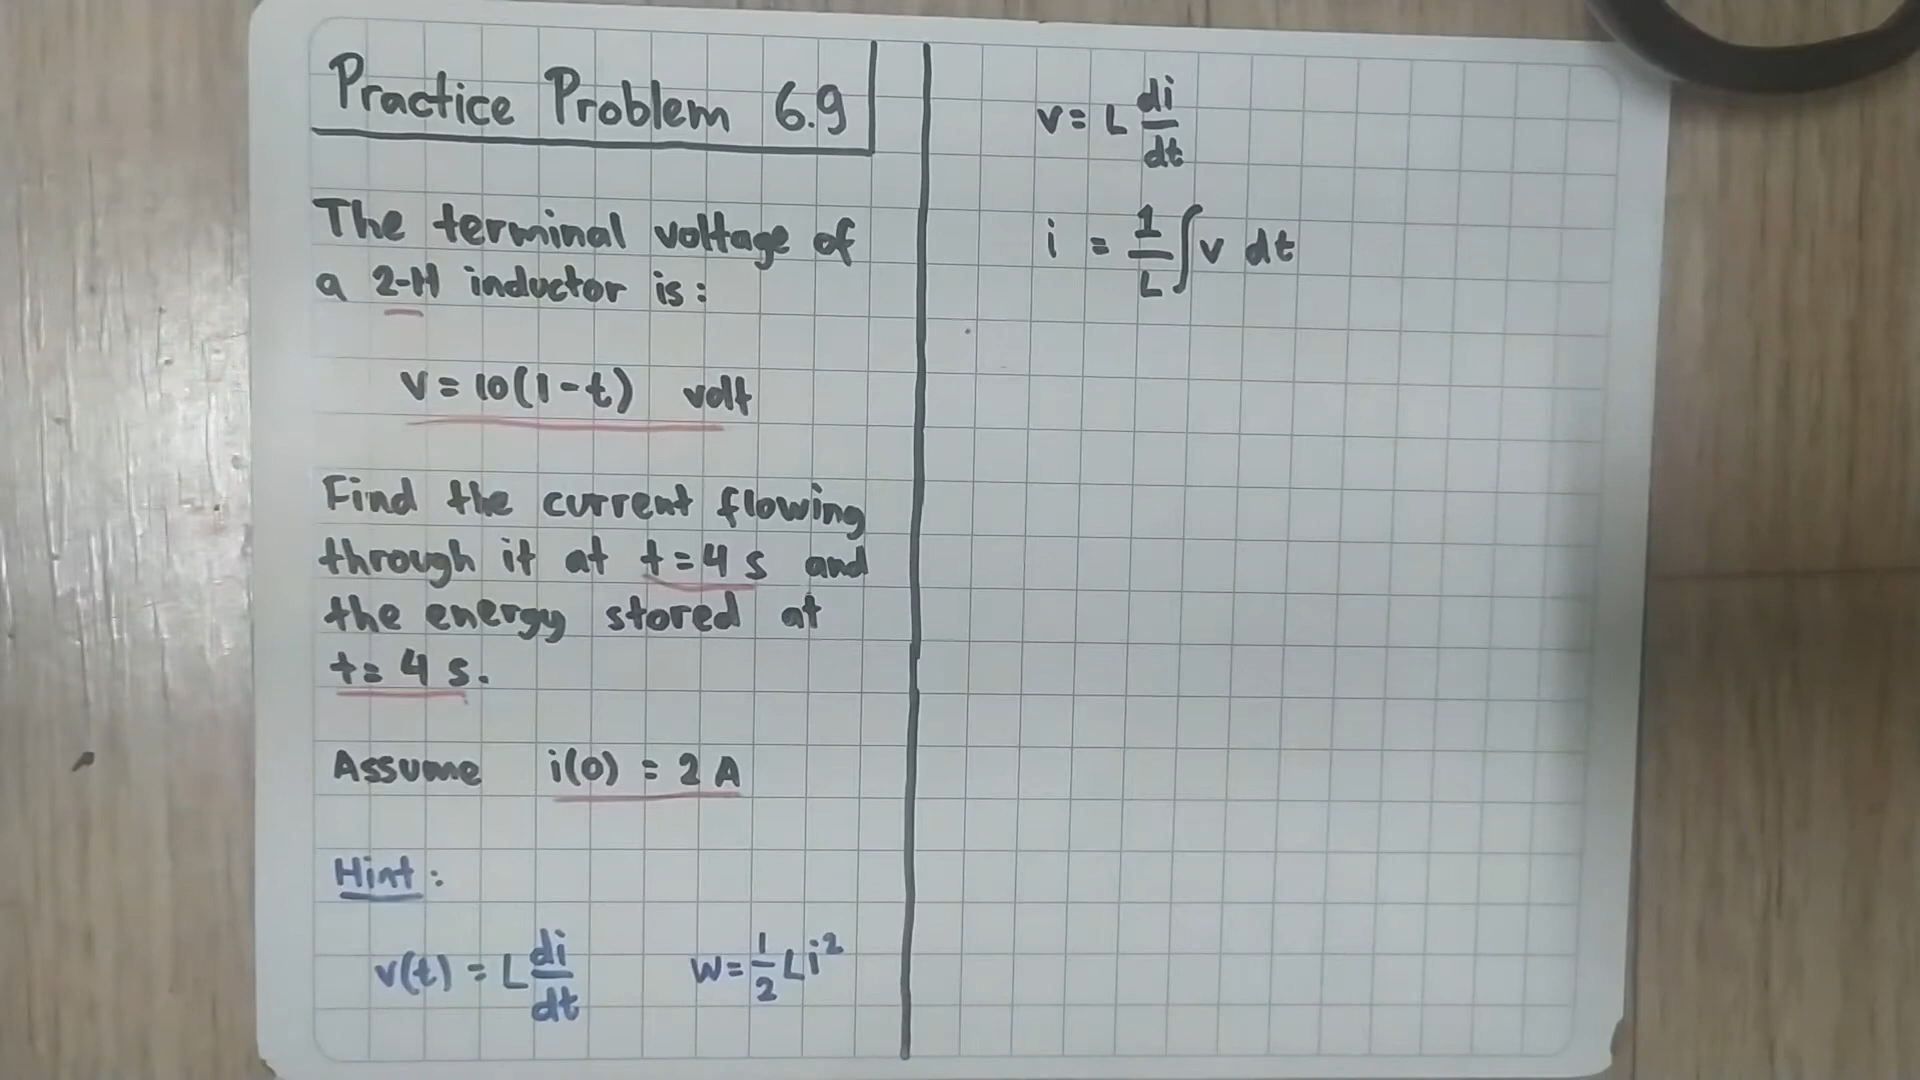 Practice Problem 6.9
The terminal voltage of
a 2-H inductor is:
v = 10(1-t) volt
Find the current flowing
through it at t=4 s and
the energy stored at
t= 4 s.
Assume i(0) = 2 A
Hint:
v(t) = L di/dt w= 1/2 Li²
v= L di/dt
i = 1/L ∫v dt